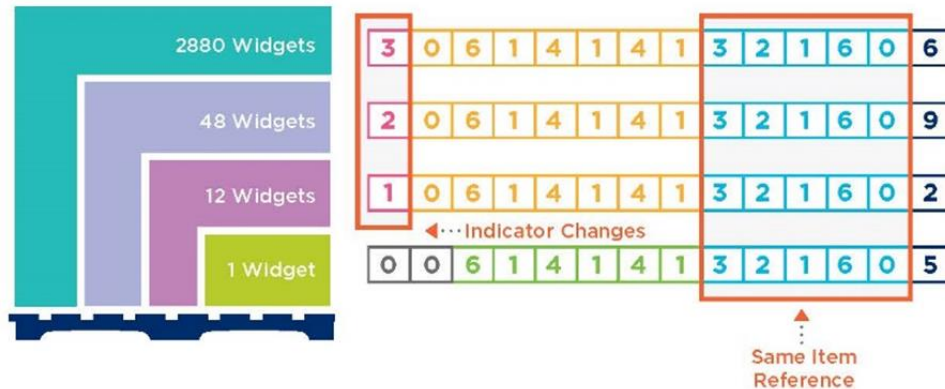 2880 Widgets
3 0 6 1 4 1 4 1 3 2 1 6 0 6
48 Widgets
2 0 6 1 4 1 4 1 3 2 1 6 0 9
12 Widgets
1 0 6 1 4 1 4 1 3 2 1 6 0 2
Indicator Changes
1 Widget
0 0 6 1 4 1 4 1 3 2 1 6 0 5
Same Item
Reference